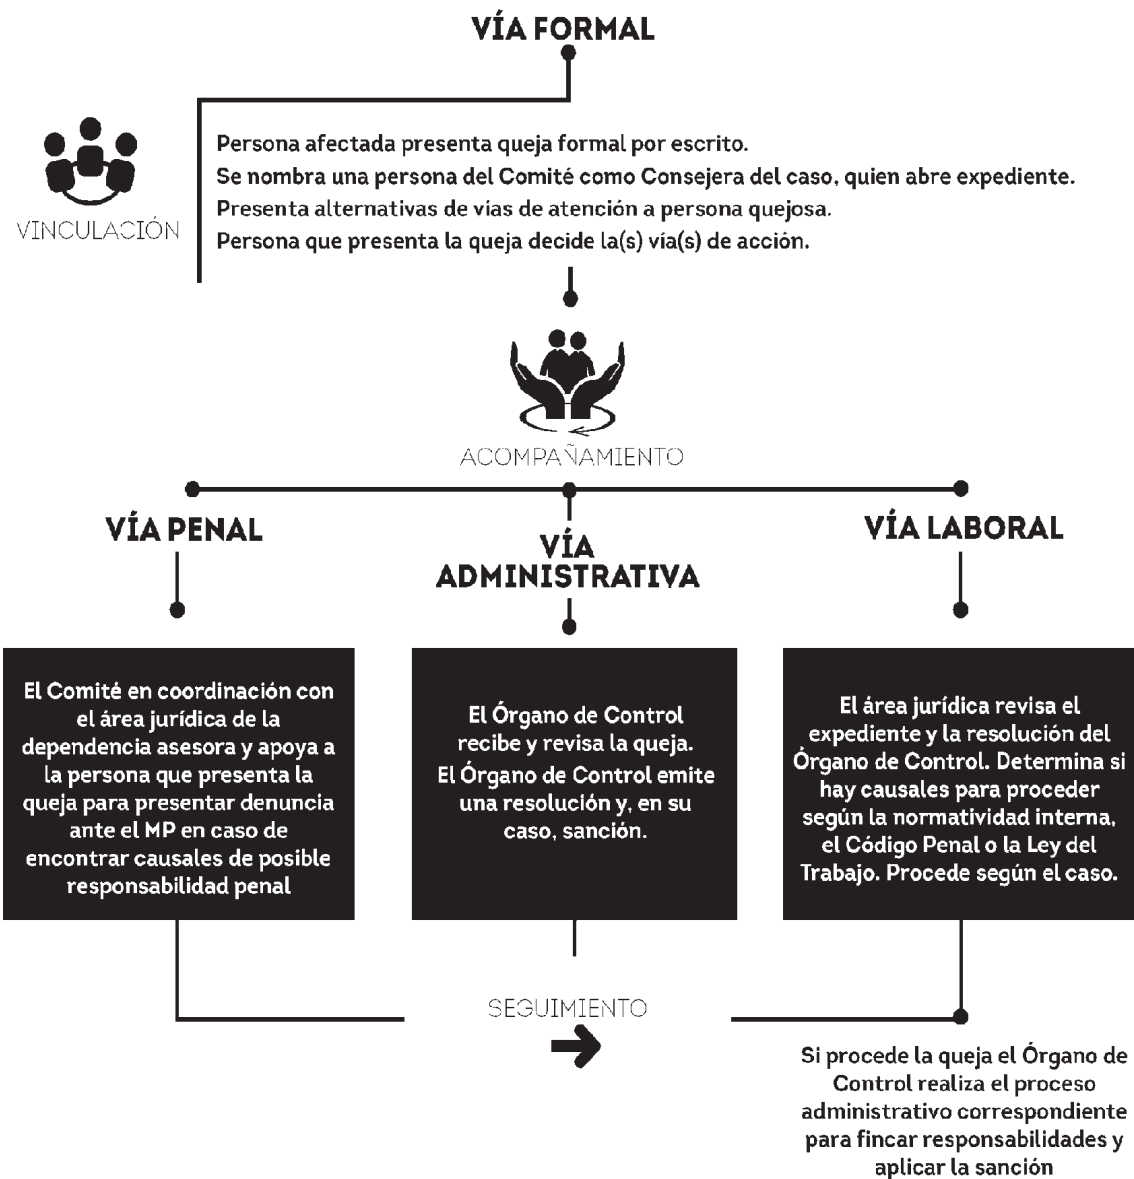 VÍA FORMAL
Persona afectada presenta queja formal por escrito.
Se nombra una persona del Comité como Consejera del caso, quien abre expediente.
Presenta alternativas de vías de atención a persona quejosa.
Persona que presenta la queja decide la(s) vía(s) de acción.
VINCULACIÓN
ACOMPAÑAMIENTO
VÍA PENAL
El Comité en coordinación con
el área jurídica de la
dependencia asesora y apoya a
la persona que presenta la
queja para presentar denuncia
ante el MP en caso de
encontrar causales de posible
responsabilidad penal
VÍA
ADMINISTRATIVA
El Órgano de Control
recibe y revisa la queja.
El Órgano de Control emite
una resolución y, en su
caso, sanción.
VÍA LABORAL
El área jurídica revisa el
expediente y la resolución del
Órgano de Control. Determina si
hay causales para proceder
según la normatividad interna,
el Código Penal o la Ley del
Trabajo. Procede según el caso.
SEGUIMIENTO
Si procede la queja el Órgano de
Control realiza el proceso
administrativo correspondiente
para fincar responsabilidades y
aplicar la sanción